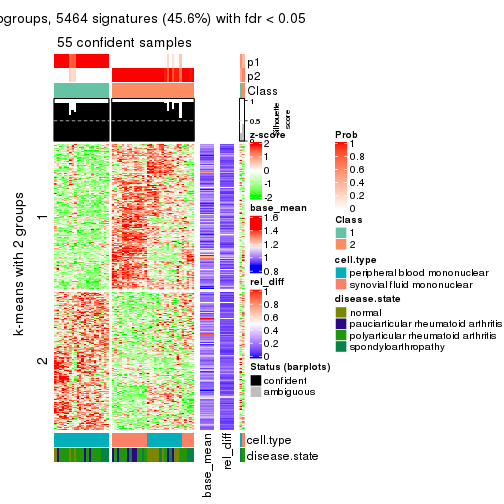 ogroups, 5464 signatures (45.6%) with fdr < 0.05
55 confident samples
p1
p2
Class
1
0.5
0
Silhouette
score
k-means with 2 groups
1
2
z-score
2
1
0
-1
-2
base_mean
1.6
1.4
1.2
1
0.8
rel_diff
1
0.8
0.6
0.4
0.2
0
Status (barplots)
confident
ambiguous
Prob
1
0.8
0.6
0.4
0.2
0
Class
1
2
cell.type
peripheral blood mononuclear
synovial fluid mononuclear
disease.state
normal
pauciarticular rheumatoid arthritis
polyarticular rheumatoid arthritis
spondyloarthropathy
cell.type
disease.state
base_mean
rel_diff